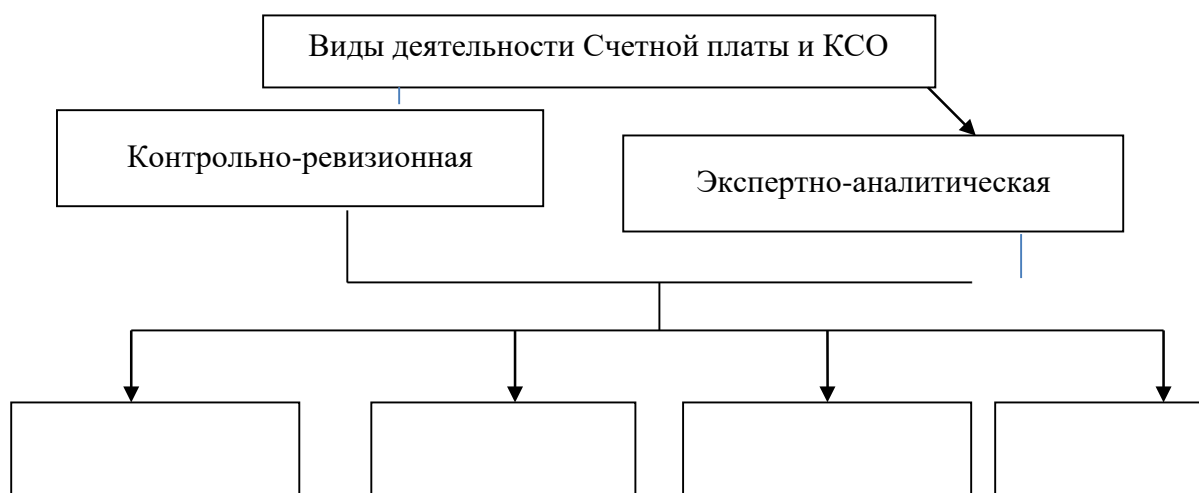 Виды деятельности Счетной платы и КСО
Контрольно-ревизионная
Экспертно-аналитическая